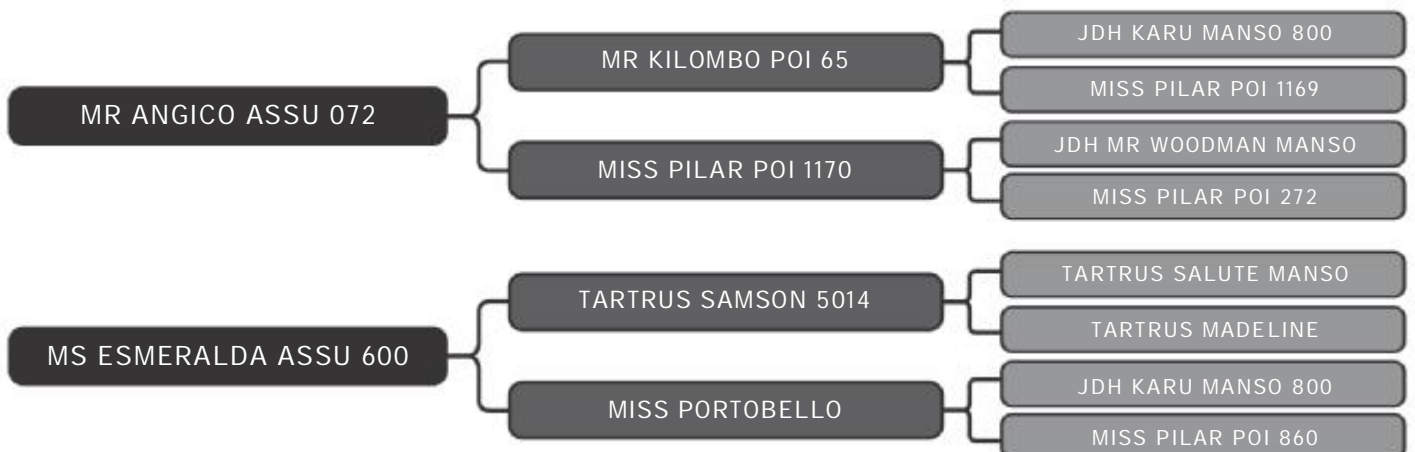 MR ANGICO ASSU 072
MR KILOMBO POI 65
JDH KARU MANSO 800
MISS PILAR POI 1169
MISS PILAR POI 1170
JDH MR WOODMAN MANSO
MISS PILAR POI 272
MS ESMERALDA ASSU 600
TARTRUS SAMSON 5014
TARTRUS SALUTE MANSO
TARTRUS MADELINE
MISS PORTOBELLO
JDH KARU MANSO 800
MISS PILAR POI 860